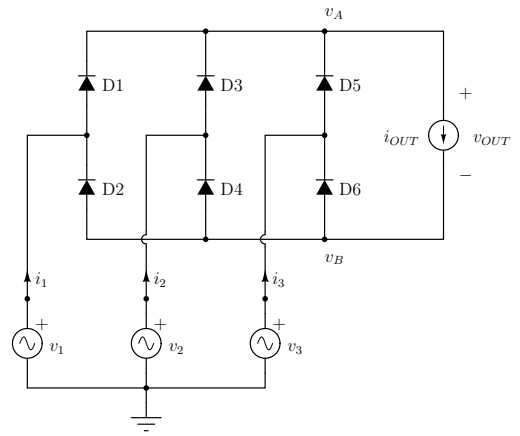 v_A
D1
D3
D5
+
i_OUT
v_OUT
D2
D4
D6
−
v_B
i_1
i_2
i_3
+
+
+
v_1
v_2
v_3